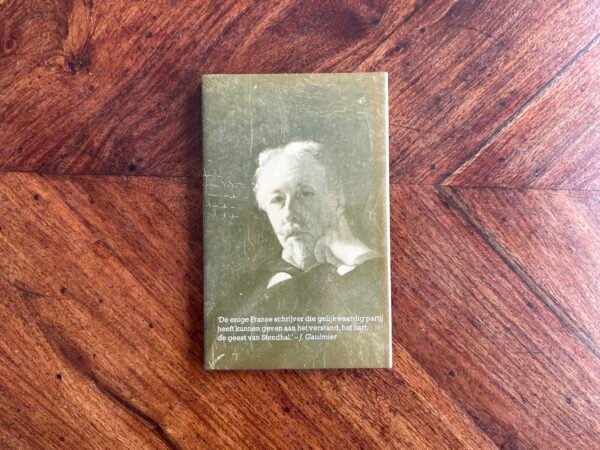 'De enige Franse schrijver die gelijkwaardig partij
heeft kunnen geven aan het verstand, het hart,
de geest van Stendhal.' – J. Gaulmier